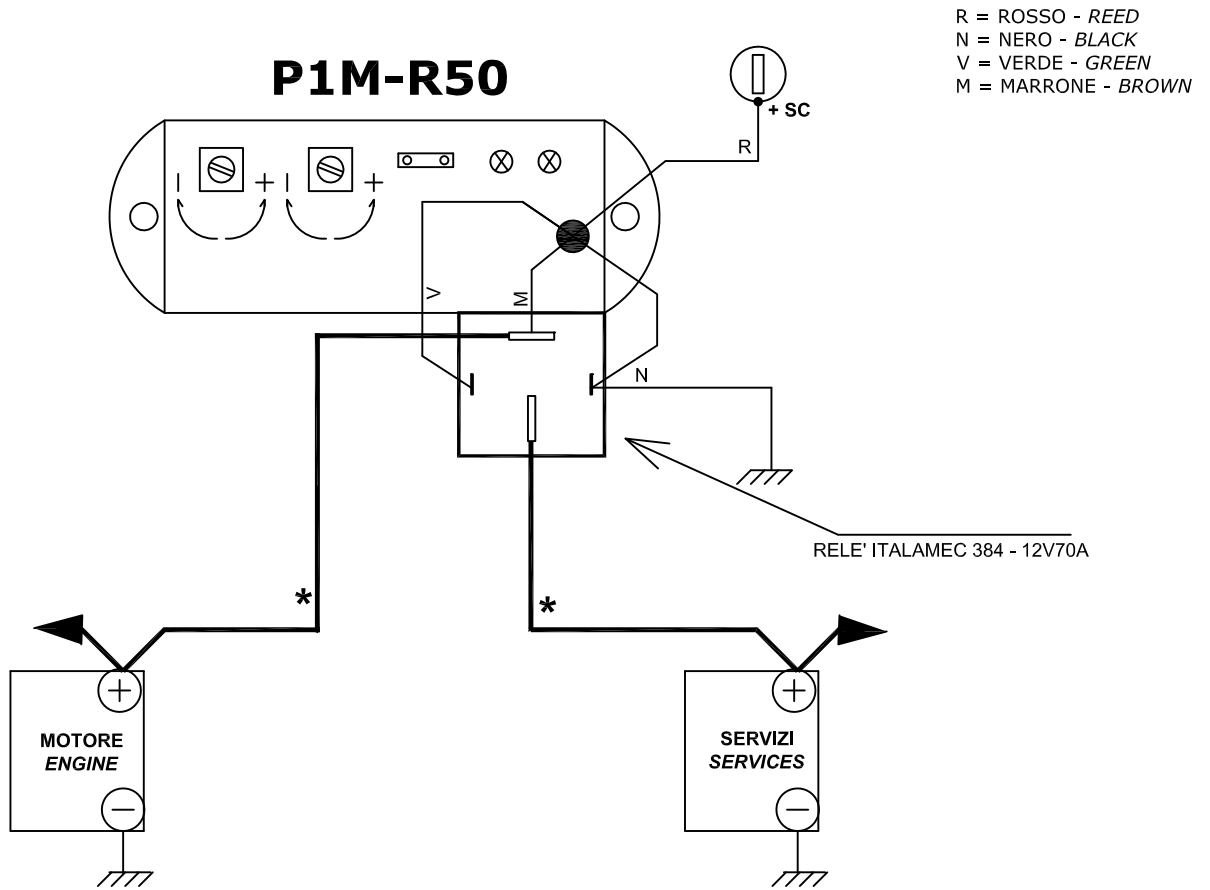 R = ROSSO - REED
N = NERO - BLACK
V = VERDE - GREEN
M = MARRONE - BROWN
P1M-R50
+ SC
R
- + - +
V
M
N
RELE' ITALAMEC 384 - 12V70A
* *
+ +
MOTORE
ENGINE
SERVIZI
SERVICES
- -